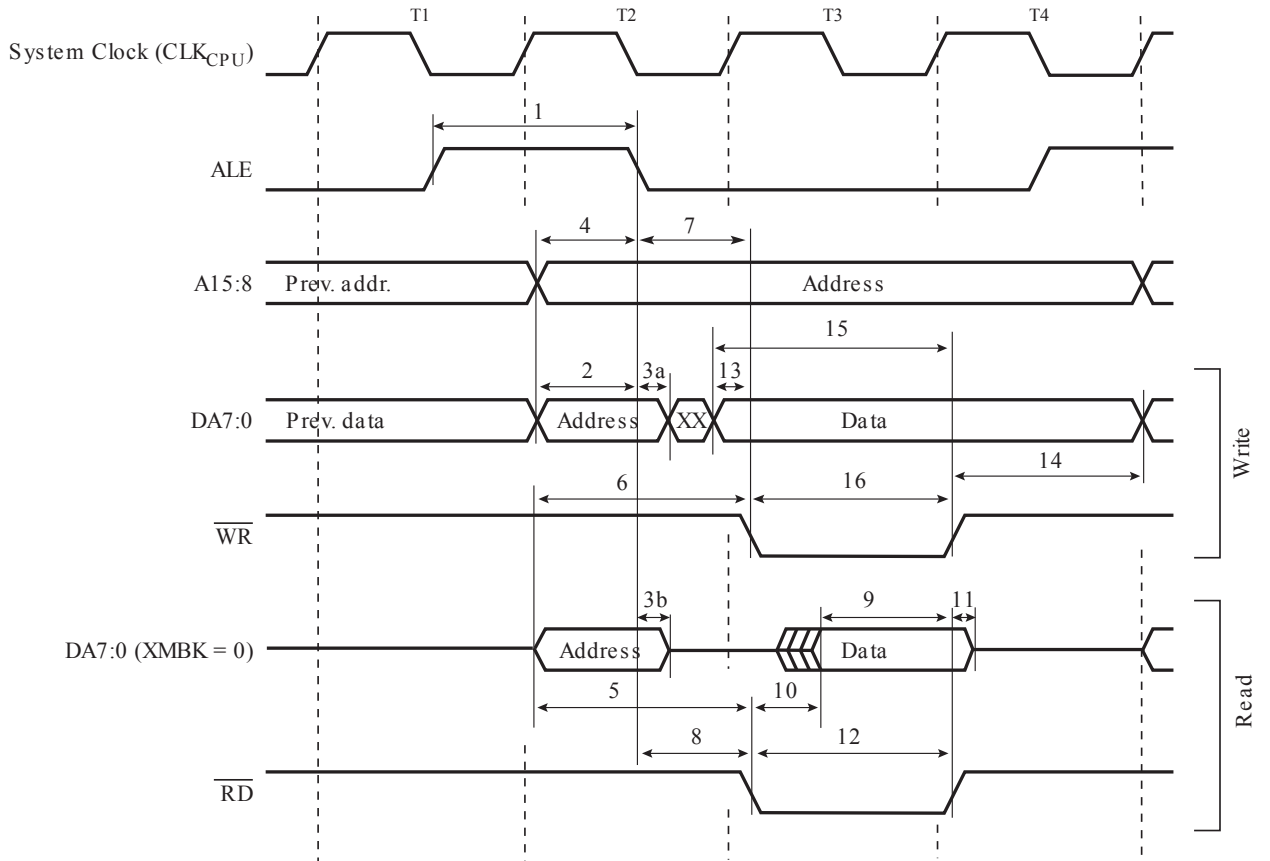 T1 T2 T3 T4
System Clock (CLKCPU)
1
ALE
4 7
A15:8 Prev. addr. Address
15
2 3a 13
DA7:0 Prev. data Address XX Data
14
6 16
WR
Write
3b 9 11
DA7:0 (XMBK = 0) Address Data
5 10
Read
8 12
RD